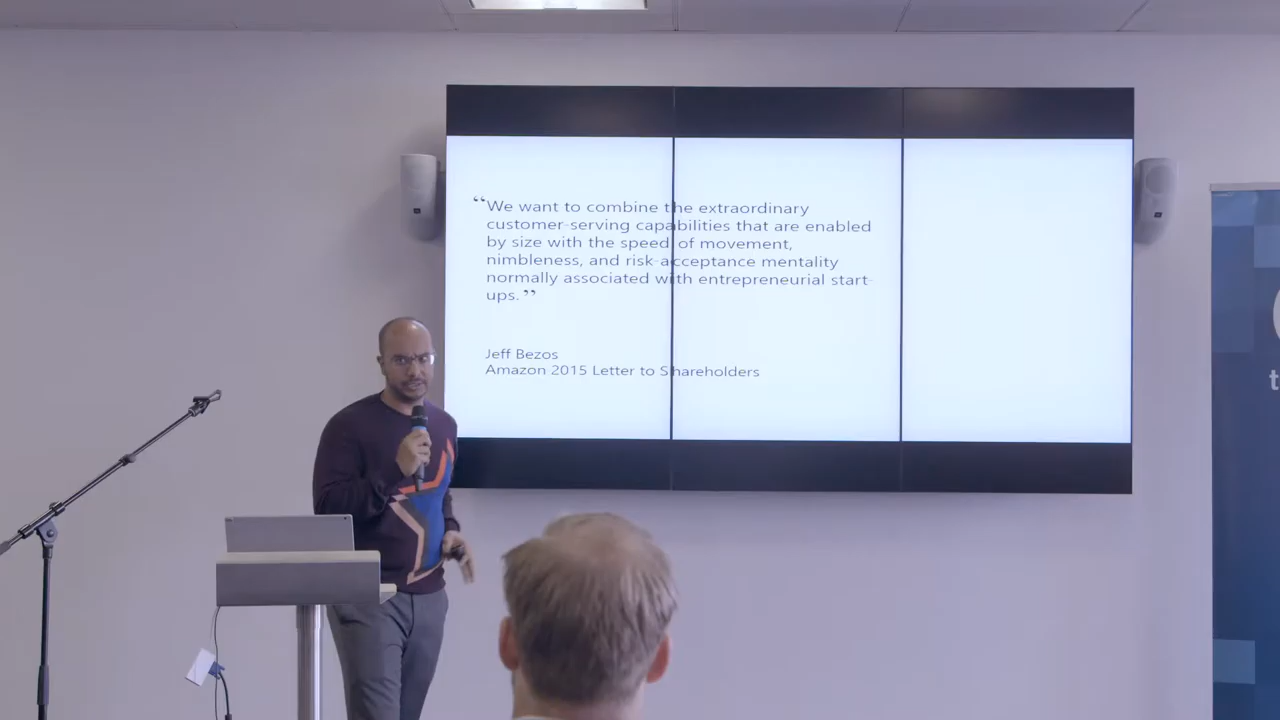 “We want to combine the extraordinary
customer-serving capabilities that are enabled
by size with the speed of movement,
nimbleness, and risk-acceptance mentality
normally associated with entrepreneurial start-
ups.”
Jeff Bezos
Amazon 2015 Letter to Shareholders
t